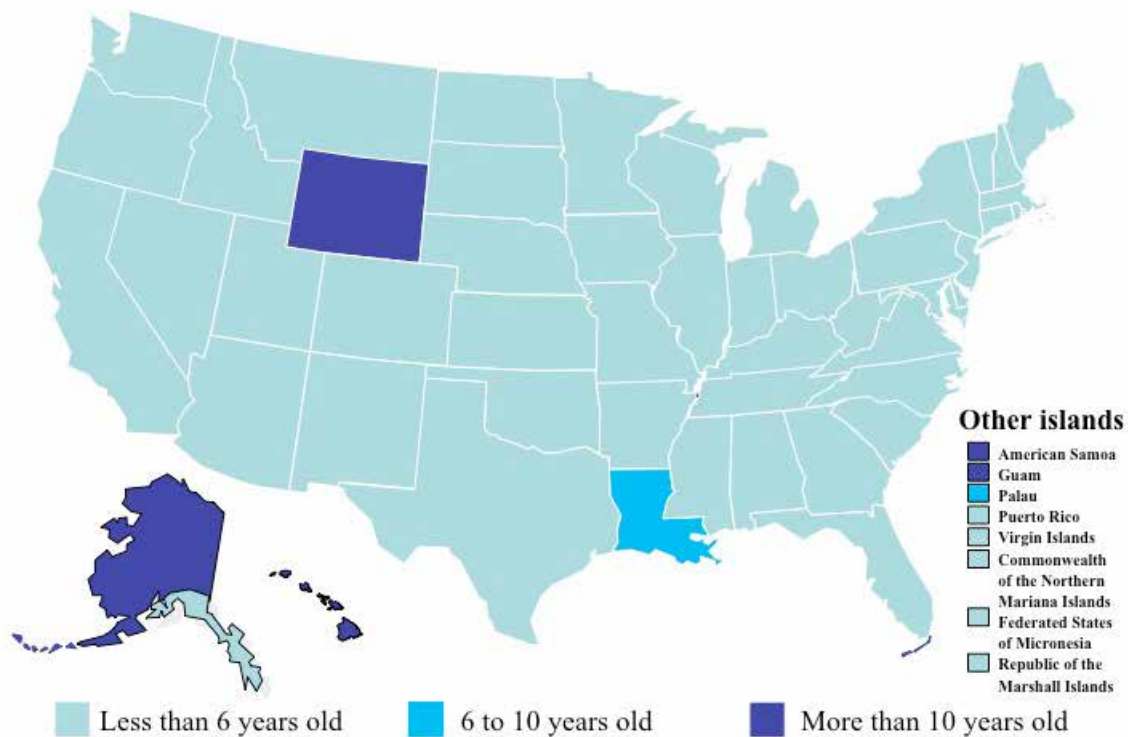 Other islands
American Samoa
Guam
Palau
Puerto Rico
Virgin Islands
Commonwealth
of the Northern
Mariana Islands
Federated States
of Micronesia
Republic of the
Marshall Islands
Less than 6 years old
6 to 10 years old
More than 10 years old